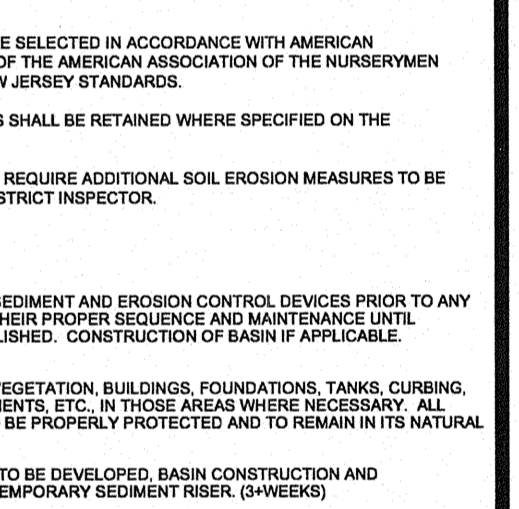 E SELECTED IN ACCORDANCE WITH AMERICAN
OF THE AMERICAN ASSOCIATION OF THE NURSERYMEN
W JERSEY STANDARDS.
S SHALL BE RETAINED WHERE SPECIFIED ON THE
REQUIRE ADDITIONAL SOIL EROSION MEASURES TO BE
STRICT INSPECTOR.
SEDIMENT AND EROSION CONTROL DEVICES PRIOR TO ANY
HEIR PROPER SEQUENCE AND MAINTENANCE UNTIL
LISHED. CONSTRUCTION OF BASIN IF APPLICABLE.
VEGETATION, BUILDINGS, FOUNDATIONS, TANKS, CURBING,
MENTS, ETC., IN THOSE AREAS WHERE NECESSARY. ALL
BE PROPERLY PROTECTED AND TO REMAIN IN ITS NATURAL
TO BE DEVELOPED, BASIN CONSTRUCTION AND
EMPORARY SEDIMENT RISER. (3+WEEKS)